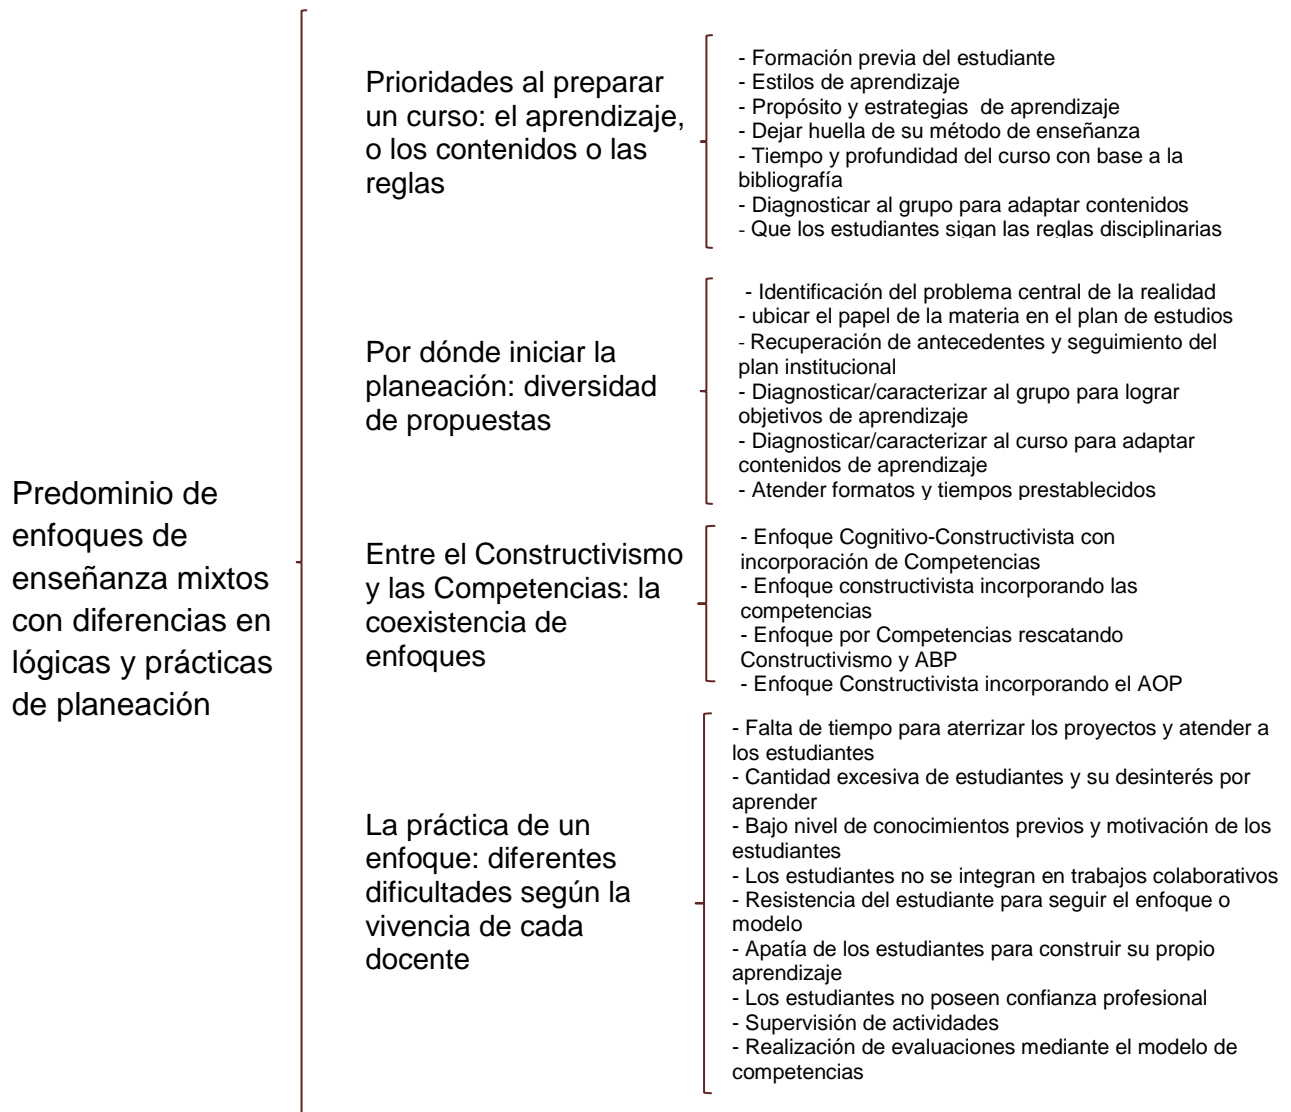 Predominio de
enfoques de
enseñanza mixtos
con diferencias en
lógicas y prácticas
de planeación
Prioridades al preparar
un curso: el aprendizaje,
o los contenidos o las
reglas
- Formación previa del estudiante
- Estilos de aprendizaje
- Propósito y estrategias de aprendizaje
- Dejar huella de su método de enseñanza
- Tiempo y profundidad del curso con base a la
bibliografía
- Diagnosticar al grupo para adaptar contenidos
- Que los estudiantes sigan las reglas disciplinarias
Por dónde iniciar la
planeación: diversidad
de propuestas
- Identificación del problema central de la realidad
- ubicar el papel de la materia en el plan de estudios
- Recuperación de antecedentes y seguimiento del
plan institucional
- Diagnosticar/caracterizar al grupo para lograr
objetivos de aprendizaje
- Diagnosticar/caracterizar al curso para adaptar
contenidos de aprendizaje
- Atender formatos y tiempos prestablecidos
Entre el Constructivismo
y las Competencias: la
coexistencia de
enfoques
- Enfoque Cognitivo-Constructivista con
incorporación de Competencias
- Enfoque constructivista incorporando las
competencias
- Enfoque por Competencias rescatando
Constructivismo y ABP
- Enfoque Constructivista incorporando el AOP
La práctica de un
enfoque: diferentes
dificultades según la
vivencia de cada
docente
- Falta de tiempo para aterrizar los proyectos y atender a
los estudiantes
- Cantidad excesiva de estudiantes y su desinterés por
aprender
- Bajo nivel de conocimientos previos y motivación de los
estudiantes
- Los estudiantes no se integran en trabajos colaborativos
- Resistencia del estudiante para seguir el enfoque o
modelo
- Apatía de los estudiantes para construir su propio
aprendizaje
- Los estudiantes no poseen confianza profesional
- Supervisión de actividades
- Realización de evaluaciones mediante el modelo de
competencias